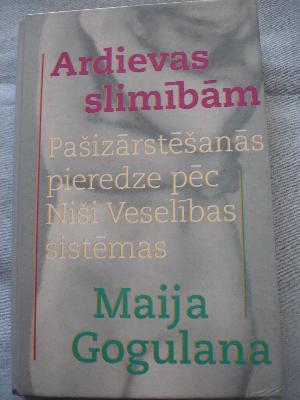 Ardievas
slimībām
Pašizārstēšanās
pieredze pēc
Niši Veselības
sistēmas
Maija
Gogulana